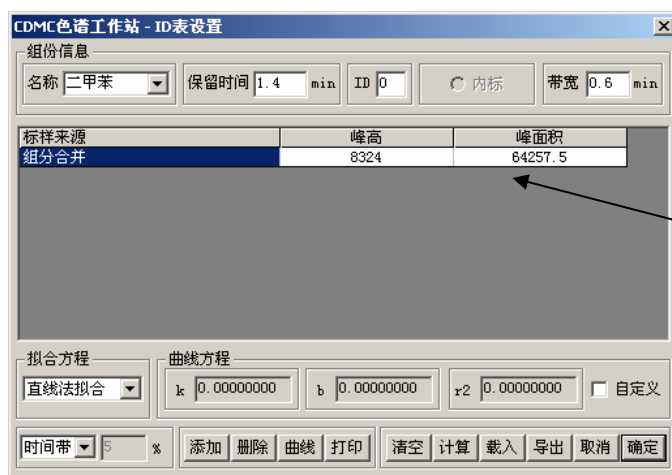 CDMC色谱工作站 - ID表设置
组份信息
名称 二甲苯 保留时间 1.4 min ID 0 内标 带宽 0.6 min
标样来源 峰高 峰面积
组分合并 8324 64257.5
拟合方程 曲线方程
直线法拟合 k 0.00000000 b 0.00000000 r2 0.00000000 自定义
时间带 5 % 添加 删除 曲线 打印 清空 计算 载入 导出 取消 确定